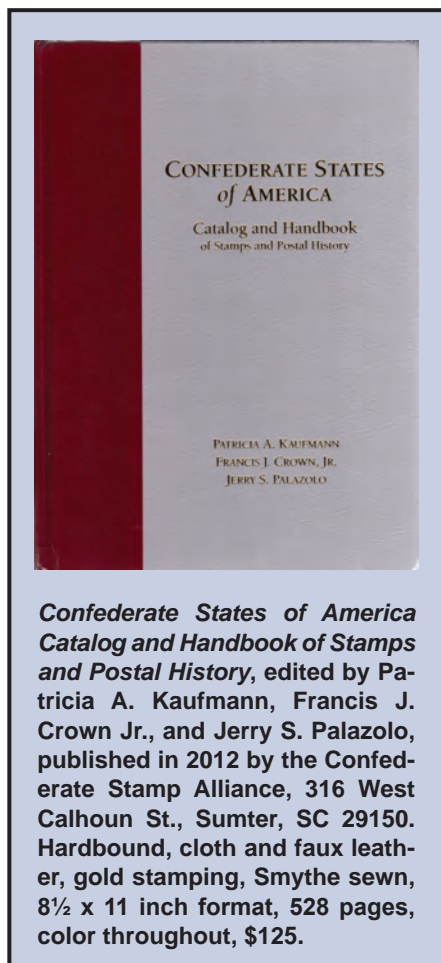 CONFEDERATE STATES
of AMERICA
Catalog and Handbook
of Stamps and Postal History
PATRICIA A. KAUFMANN
FRANCIS J. CROWN, JR.
JERRY S. PALAZOLO
Confederate States of America
Catalog and Handbook of Stamps
and Postal History, edited by Pa-
tricia A. Kaufmann, Francis J.
Crown Jr., and Jerry S. Palazolo,
published in 2012 by the Confed-
erate Stamp Alliance, 316 West
Calhoun St., Sumter, SC 29150.
Hardbound, cloth and faux leath-
er, gold stamping, Smythe sewn,
8½ x 11 inch format, 528 pages,
color throughout, $125.